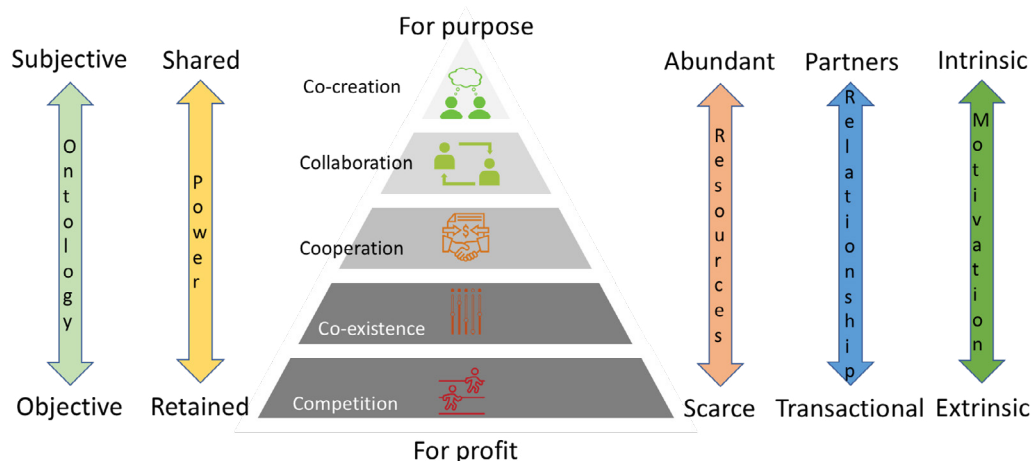 For purpose
Subjective
Shared
Abundant
Partners
Intrinsic
Co-creation
Collaboration
Cooperation
Co-existence
Competition
Ontology
Power
$
Resources
Relationship
Motivation
Objective
Retained
Scarce
Transactional
Extrinsic
For profit